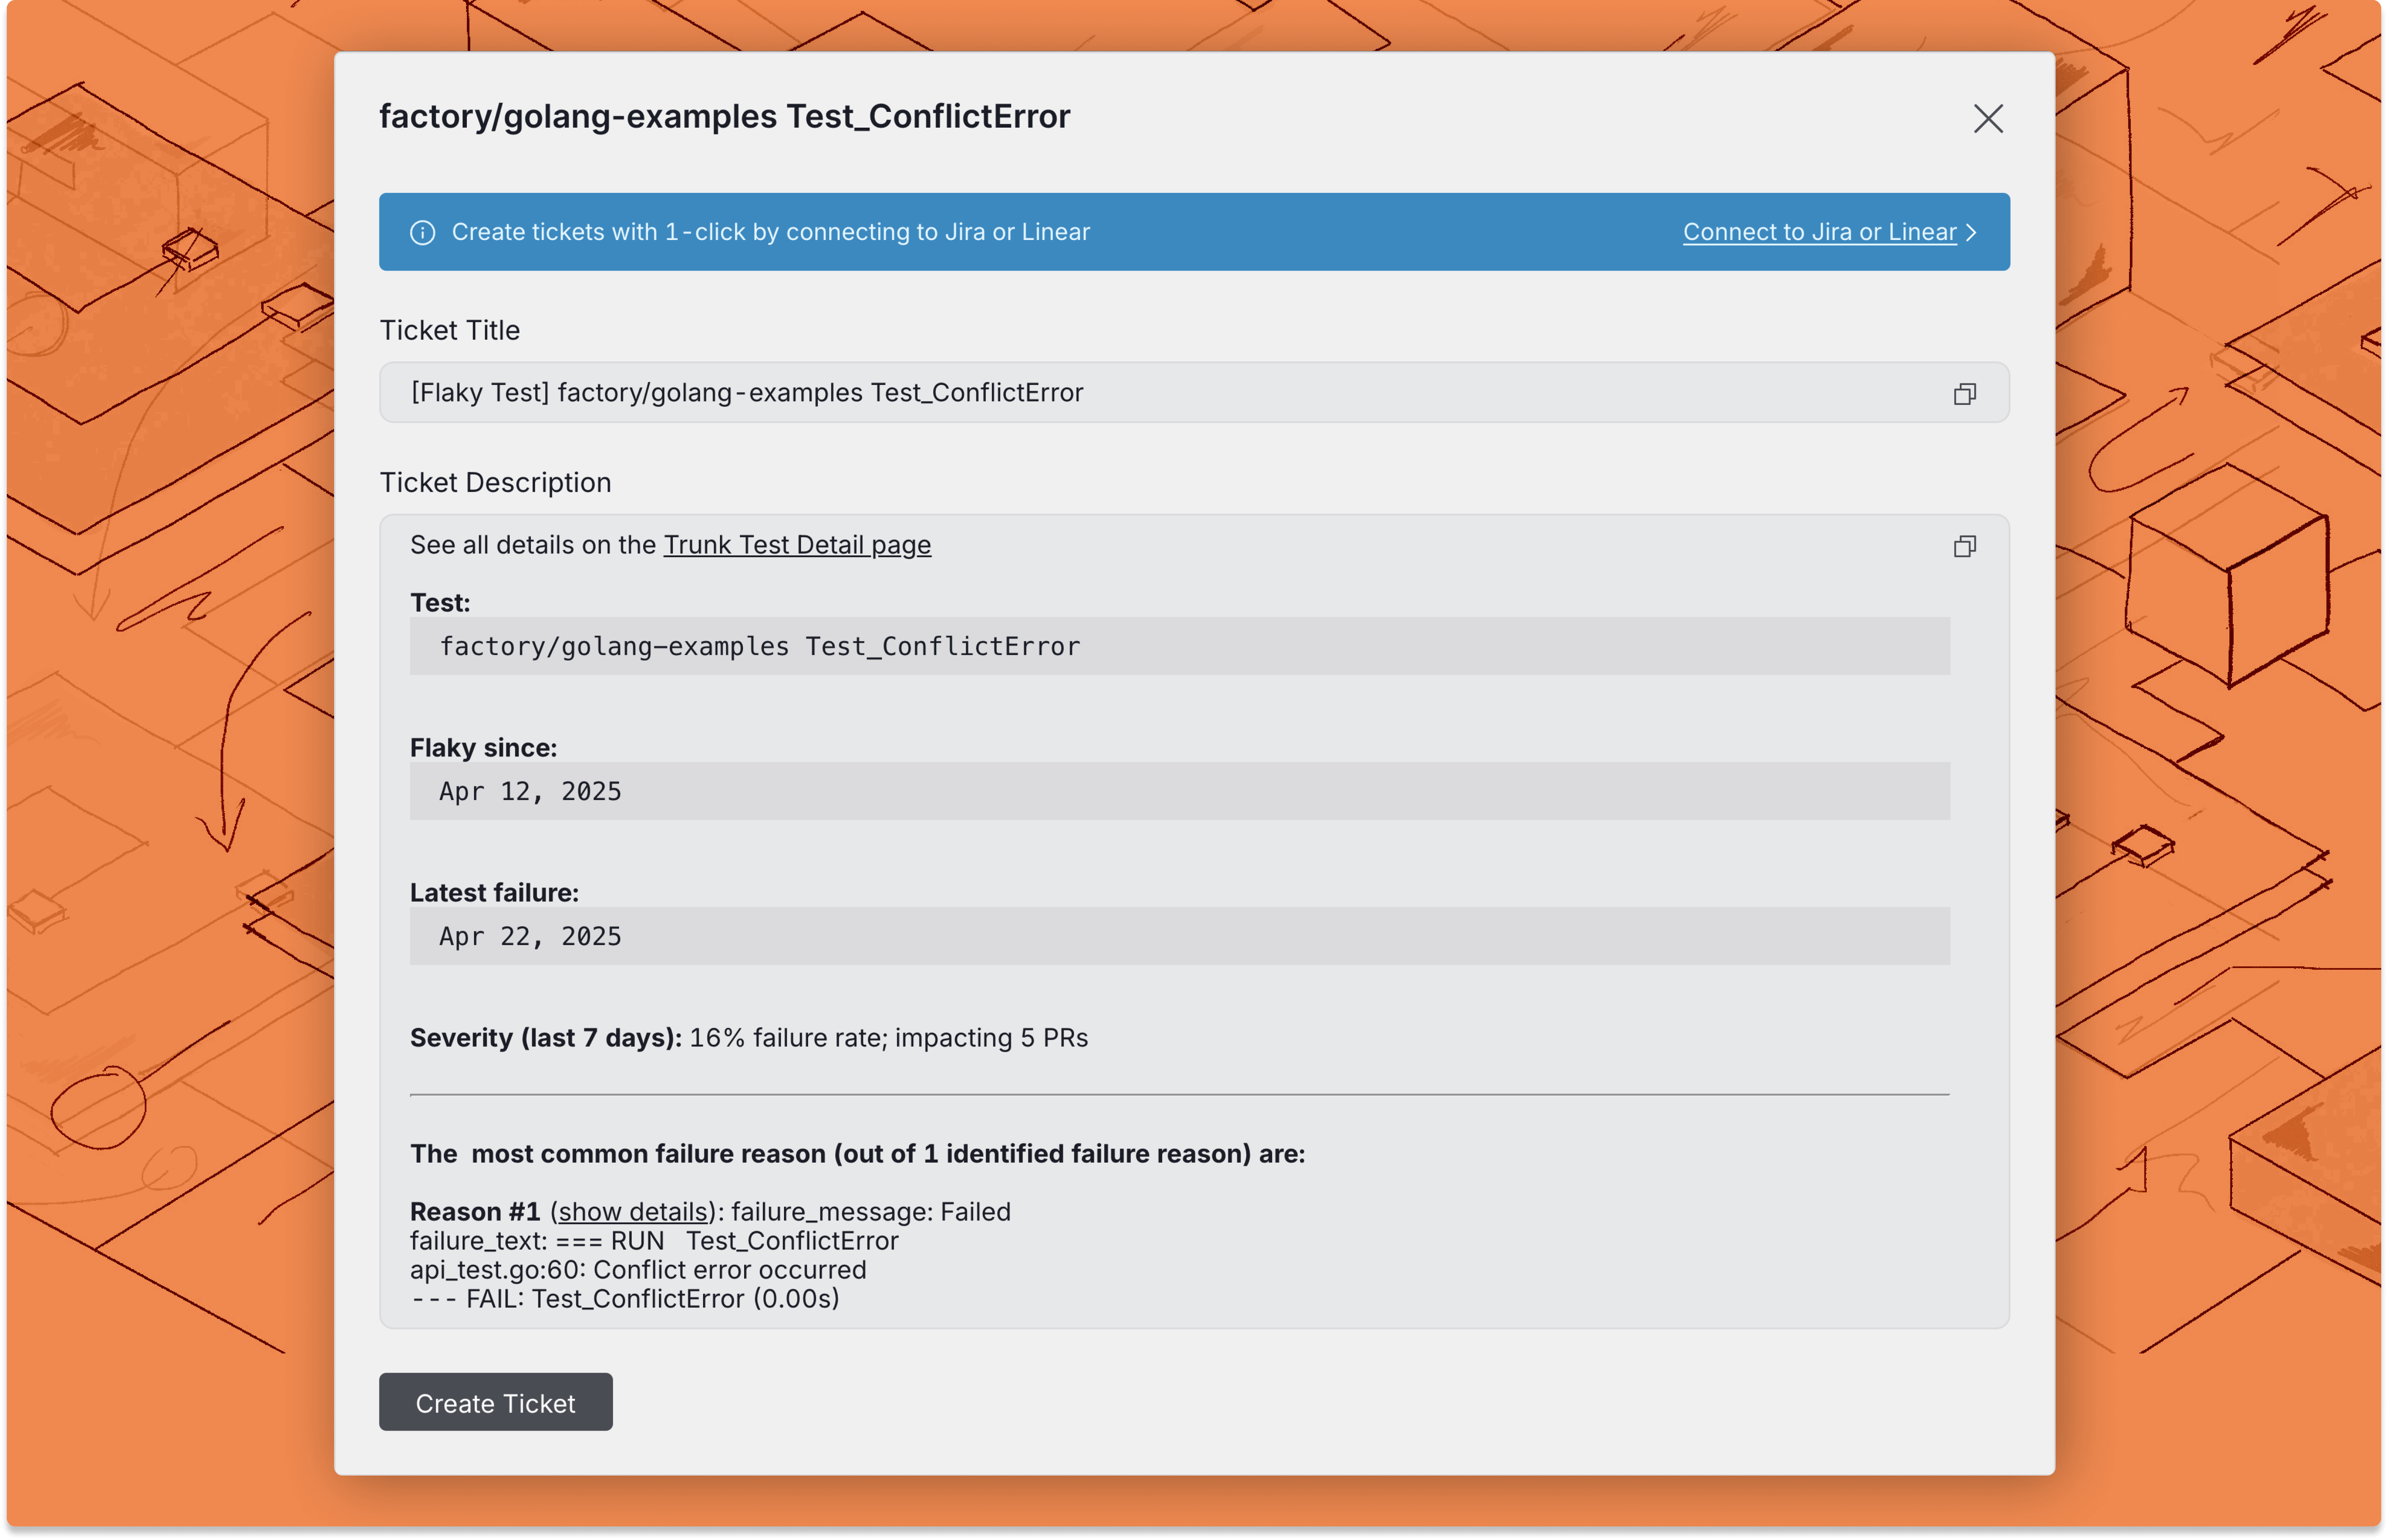 factory/golang-examples Test_ConflictError
Create tickets with 1-click by connecting to Jira or Linear
Connect to Jira or Linear
Ticket Title
[Flaky Test] factory/golang-examples Test_ConflictError
Ticket Description
See all details on the Trunk Test Detail page
Test:
factory/golang-examples Test_ConflictError
Flaky since:
Apr 12, 2025
Latest failure:
Apr 22, 2025
Severity (last 7 days): 16% failure rate; impacting 5 PRs
The  most common failure reason (out of 1 identified failure reason) are:
Reason #1 (show details): failure_message: Failed
failure_text: === RUN   Test_ConflictError
api_test.go:60: Conflict error occurred
--- FAIL: Test_ConflictError (0.00s)
Create Ticket